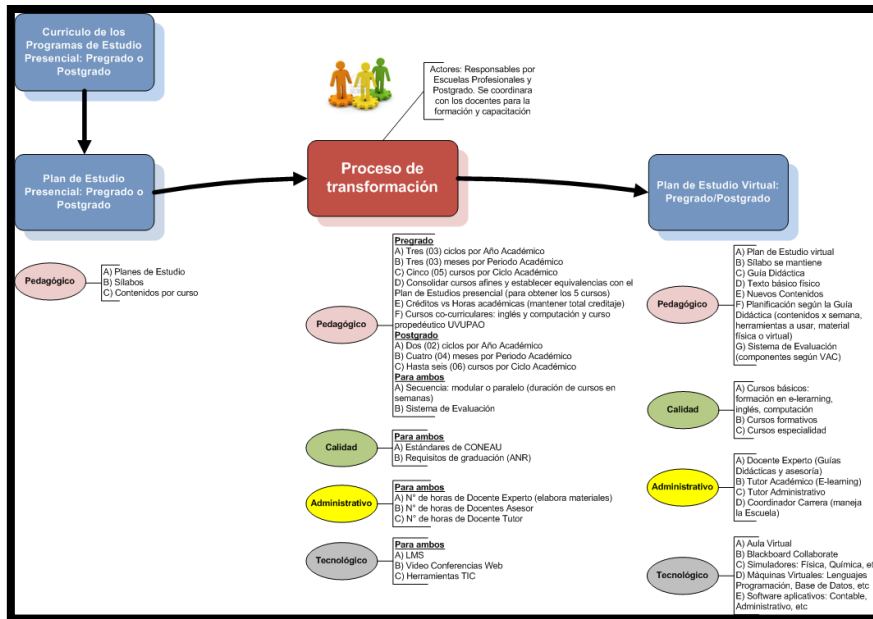 Currículo de los
Programas de Estudio
Presencial: Pregrado o
Postgrado
Actores: Responsables por
Escuelas Profesionales y
Postgrado. Se coordinara
con los docentes para la
formación y capacitación
Plan de Estudio
Presencial: Pregrado o
Postgrado
Proceso de
transformación
Plan de Estudio Virtual:
Pregrado/Postgrado
Pedagógico
A) Planes de Estudio
B) Sílabos
C) Contenidos por curso
Pedagógico
Pregrado
A) Tres (03) ciclos por Año Académico
B) Tres (03) meses por Periodo Académico
C) Cinco (05) cursos por Ciclo Académico
D) Consolidar cursos afines y establecer equivalencias con el
Plan de Estudios presencial (para obtener los 5 cursos)
E) Créditos vs Horas académicas (mantener total creditaje)
F) Cursos co-curriculares: inglés y computación y curso
propedéutico UVUPAO
Postgrado
A) Dos (02) ciclos por Año Académico
B) Cuatro (04) meses por Periodo Académico
C) Hasta seis (06) cursos por Ciclo Académico
Para ambos
A) Secuencia: modular o paralelo (duración de cursos en
semanas)
B) Sistema de Evaluación
Calidad
Para ambos
A) Estándares de CONEAU
B) Requisitos de graduación (ANR)
Administrativo
Para ambos
A) N° de horas de Docente Experto (elabora materiales)
B) N° de horas de Docentes Asesor
C) N° de horas de Docente Tutor
Tecnológico
Para ambos
A) LMS
B) Video Conferencias Web
C) Herramientas TIC
Pedagógico
A) Plan de Estudio virtual
B) Sílabo se mantiene
C) Guía Didáctica
D) Texto básico físico
E) Nuevos Contenidos
F) Planificación según la Guía
Didáctica (contenidos x semana,
herramientas a usar, material
física o virtual)
G) Sistema de Evaluación
(componentes según VAC)
Calidad
A) Cursos básicos:
formación en e-lerarning,
inglés, computación
B) Cursos formativos
C) Cursos especialidad
Administrativo
A) Docente Experto (Guías
Didácticas y asesoría)
B) Tutor Académico (E-learning)
C) Tutor Administrativo
D) Coordinador Carrera (maneja
la Escuela)
Tecnológico
A) Aula Virtual
B) Blackboard Collaborate
C) Simuladores: Física, Química, et
D) Máquinas Virtuales: Lenguajes
Programación, Base de Datos, etc
E) Software aplicativos: Contable,
Administrativo, etc